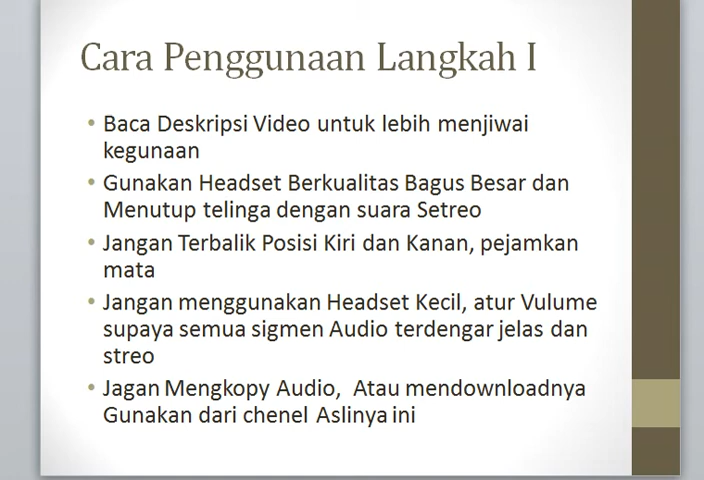 Cara Penggunaan Langkah I
• Baca Deskripsi Video untuk lebih menjiwai
kegunaan
• Gunakan Headset Berkualitas Bagus Besar dan
Menutup telinga dengan suara Setreo
• Jangan Terbalik Posisi Kiri dan Kanan, pejamkan
mata
• Jangan menggunakan Headset Kecil, atur Vulume
supaya semua sigmen Audio terdengar jelas dan
streo
• Jagan Mengkopy Audio,  Atau mendownloadnya
Gunakan dari chenel Aslinya ini